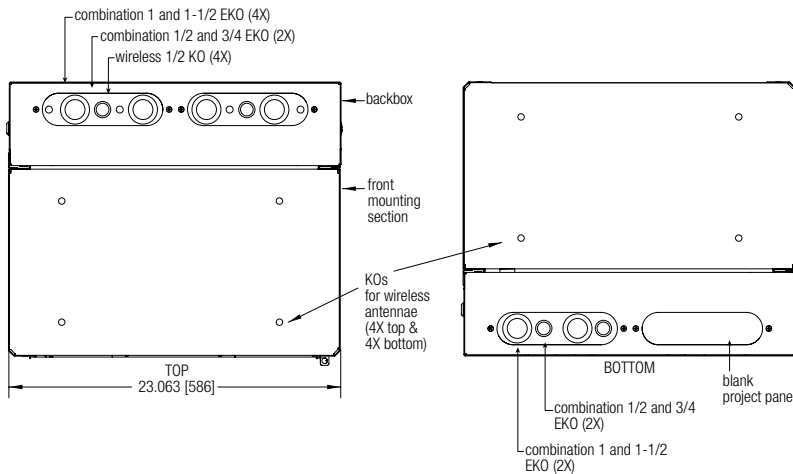 combination 1 and 1-1/2 EKO (4X)
combination 1/2 and 3/4 EKO (2X)
wireless 1/2 KO (4X)
backbox
front
mounting
section
KOs
for wireless
antennae
(4X top &
4X bottom)
TOP
23.063 [586]
BOTTOM
blank
project pane
combination 1/2 and 3/4
EKO (2X)
combination 1 and 1-1/2
EKO (2X)